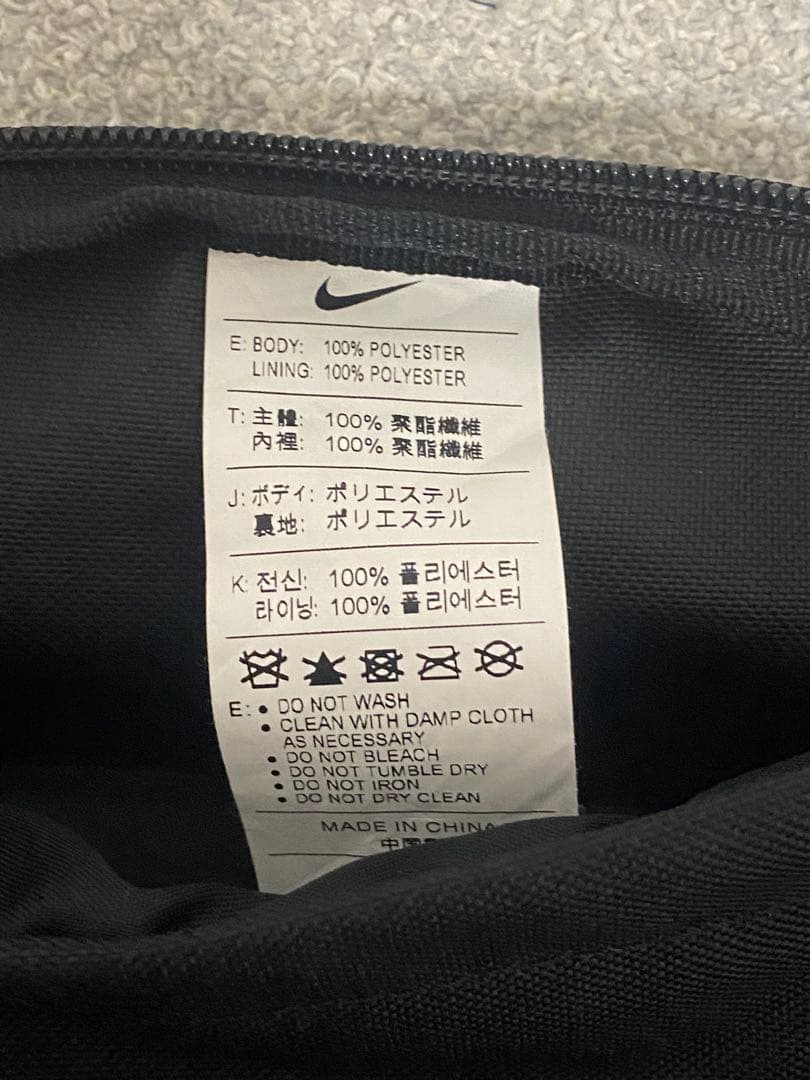 E: BODY: 100% POLYESTER
LINING: 100% POLYESTER
T: 主體: 100% 聚酯纖維
內裡: 100% 聚酯纖維
J: ボディ: ポリエステル
裏地: ポリエステル
K: 전신: 100% 폴리에스터
라이닝: 100% 폴리에스터
E: • DO NOT WASH
• CLEAN WITH DAMP CLOTH
AS NECESSARY
• DO NOT BLEACH
• DO NOT TUMBLE DRY
• DO NOT IRON
• DO NOT DRY CLEAN
MADE IN CHINA
中国